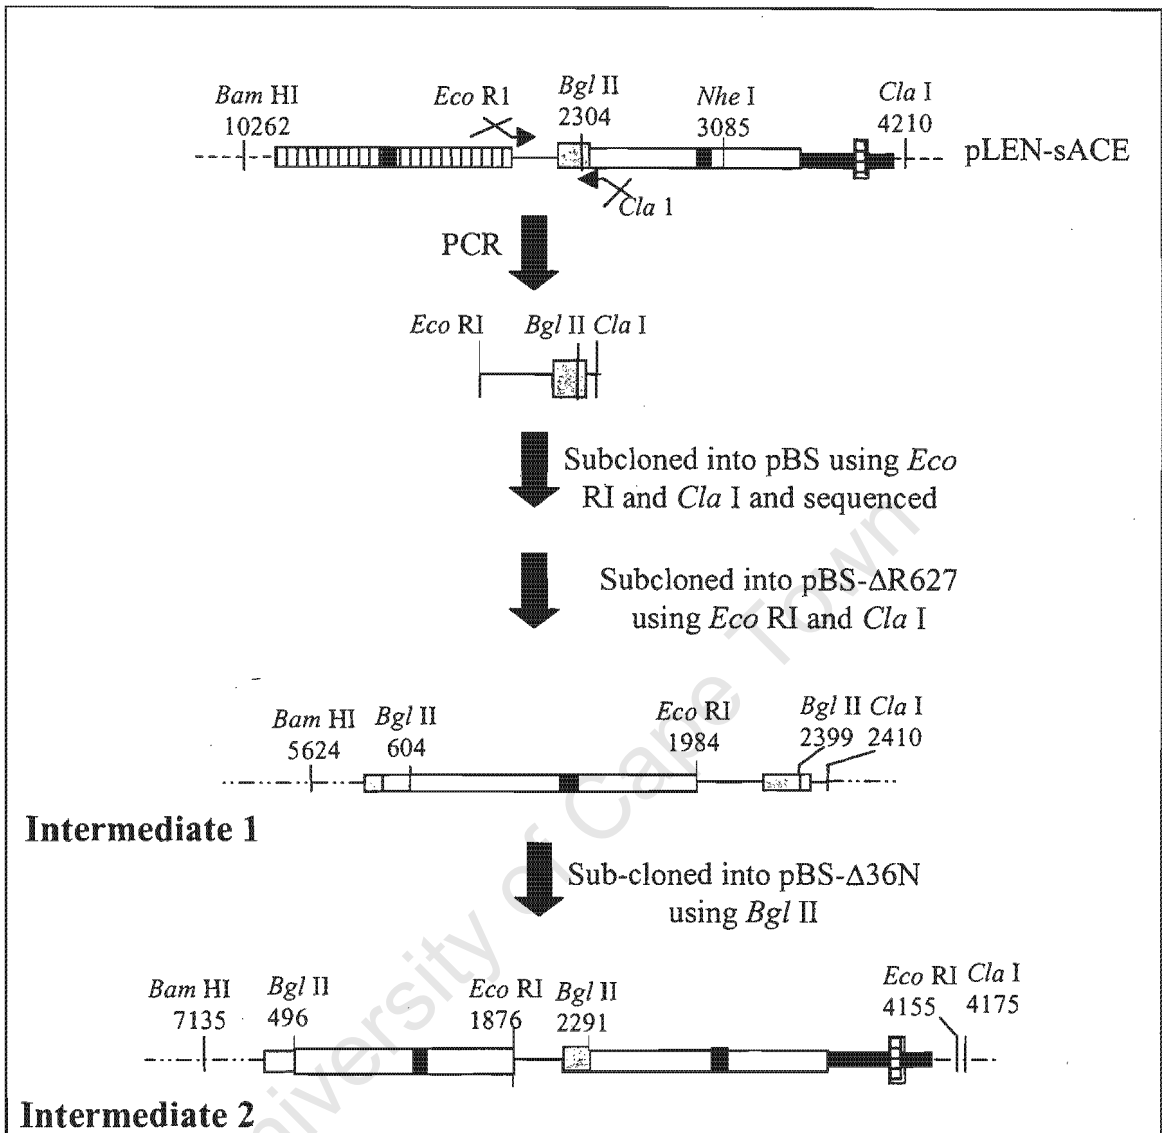 Bam HI Eco R1 Bgl II Nhe I Cla I
10262 2304 3085 4210
pLEN-sACE
Cla 1
PCR
Eco RI Bgl II Cla I
Subcloned into pBS using Eco
RI and Cla I and sequenced
Subcloned into pBS-ΔR627
using Eco RI and Cla I
Bam HI Bgl II Eco RI Bgl II Cla I
5624 604 1984 2399 2410
Intermediate 1
Sub-cloned into pBS-Δ36N
using Bgl II
Bam HI Bgl II Eco RI Bgl II Eco RI Cla I
7135 496 1876 2291 4155 4175
Intermediate 2
University of Cape Town